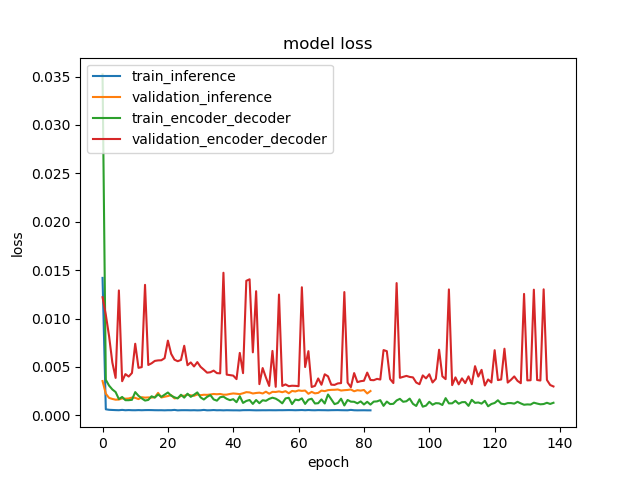 model loss
train_inference
validation_inference
train_encoder_decoder
validation_encoder_decoder
loss
0.035
0.030
0.025
0.020
0.015
0.010
0.005
0.000
0 20 40 60 80 100 120 140
epoch